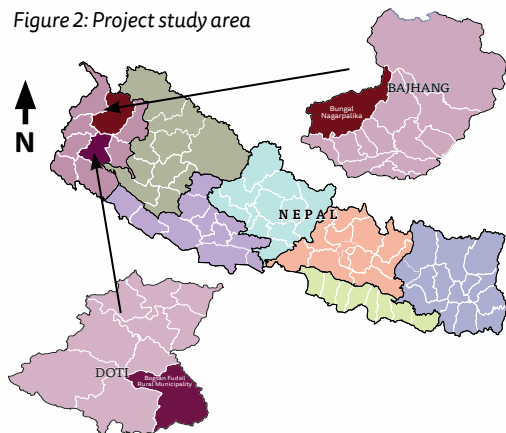 Figure 2: Project study area
N
BAJHANG
Bungal
Nagarpalika
NEPAL
DOTI
Bogtan Fudsil
Rural Municipality